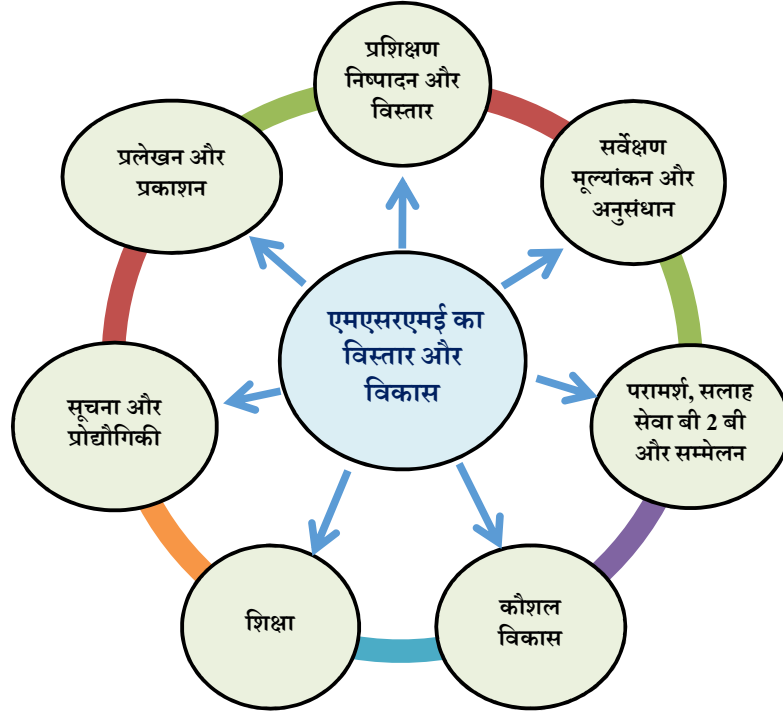 प्रशिक्षण
निष्पादन और
विस्तार
सर्वेक्षण
मूल्यांकन और
अनुसंधान
परामर्श, सलाह
सेवा बी 2 बी
और सम्मेलन
कौशल
विकास
शिक्षा
सूचना और
प्रोद्यौगिकी
प्रलेखन और
प्रकाशन
एमएसरएमई का
विस्तार और
विकास